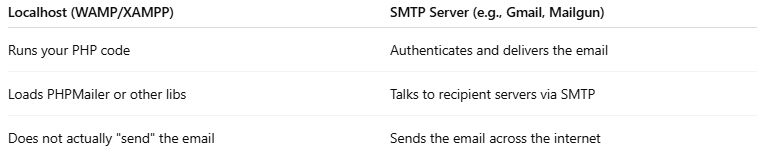 Localhost (WAMP/XAMPP) SMTP Server (e.g., Gmail, Mailgun)
Runs your PHP code Authenticates and delivers the email
Loads PHPMailer or other libs Talks to recipient servers via SMTP
Does not actually "send" the email Sends the email across the internet